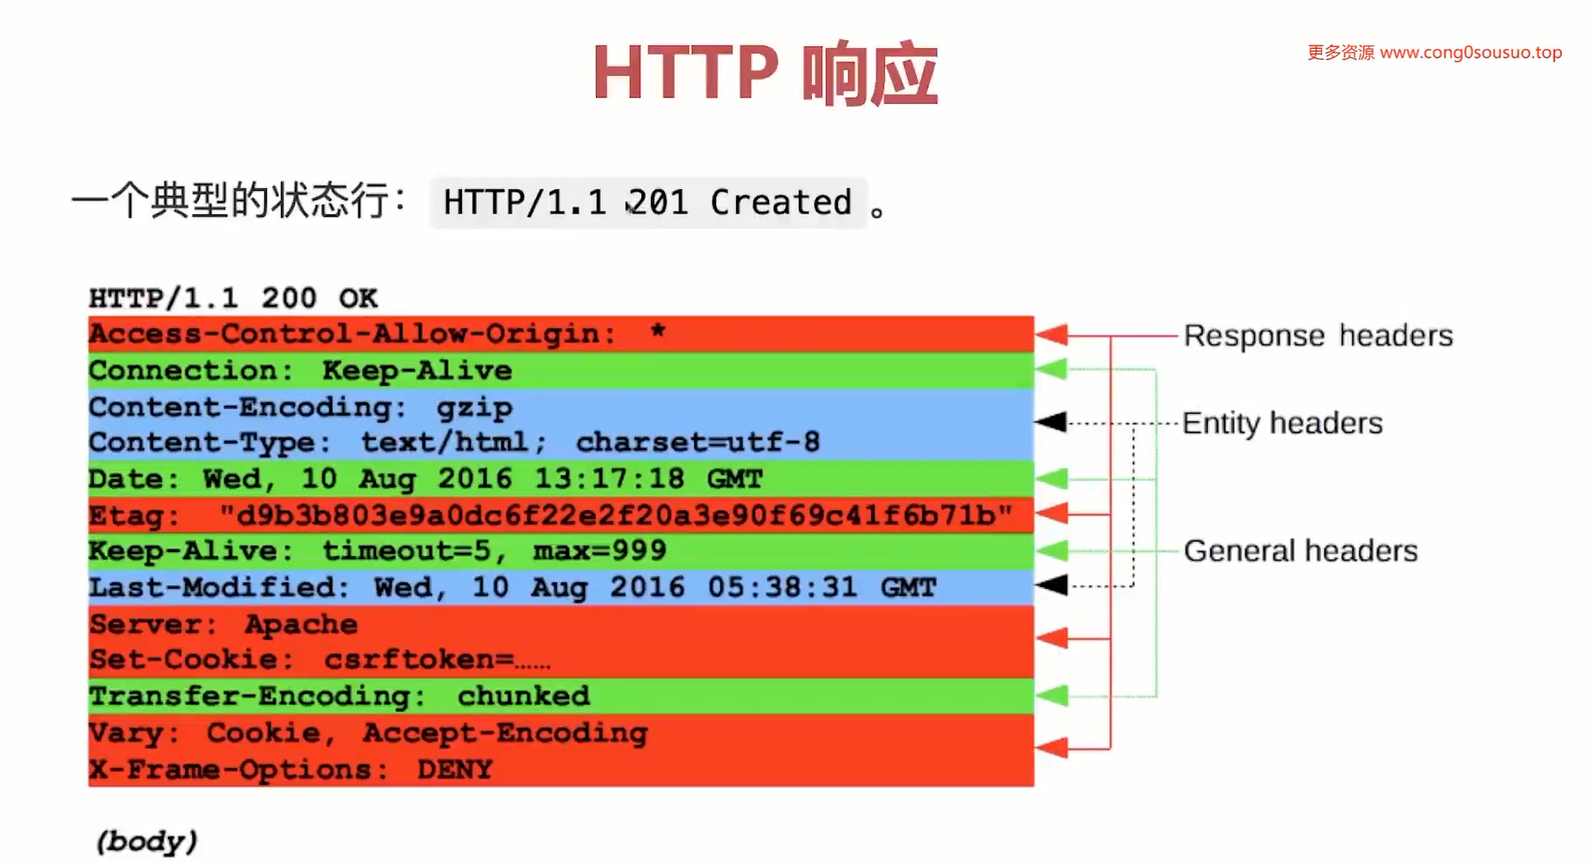 HTTP 响应
更多资源 www.cong0sousuo.top
一个典型的状态行： HTTP/1.1 201 Created 。
HTTP/1.1 200 OK
Access-Control-Allow-Origin: *
Connection: Keep-Alive
Content-Encoding: gzip
Content-Type: text/html; charset=utf-8
Date: Wed, 10 Aug 2016 13:17:18 GMT
Etag: "d9b3b803e9a0dc6f22e2f20a3e90f69c41f6b71b"
Keep-Alive: timeout=5, max=999
Last-Modified: Wed, 10 Aug 2016 05:38:31 GMT
Server: Apache
Set-Cookie: csrftoken=……
Transfer-Encoding: chunked
Vary: Cookie, Accept-Encoding
X-Frame-Options: DENY
(body)
Response headers
Entity headers
General headers